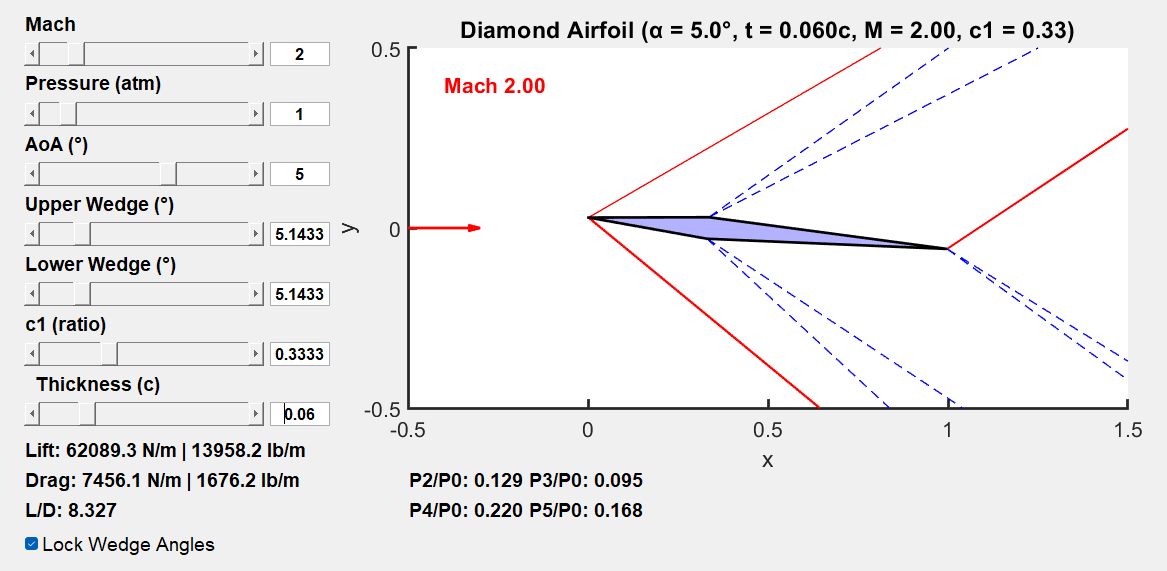 Mach
2
Pressure (atm)
1
AoA (°)
5
Upper Wedge (°)
5.1433
Lower Wedge (°)
5.1433
c1 (ratio)
0.3333
Thickness (c)
0.06
Lift: 62089.3 N/m | 13958.2 lb/m
Drag: 7456.1 N/m | 1676.2 lb/m
L/D: 8.327
Lock Wedge Angles
Diamond Airfoil (α = 5.0°, t = 0.060c, M = 2.00, c1 = 0.33)
Mach 2.00
0.5
0
-0.5
y
-0.5 0 0.5 1 1.5
x
P2/P0: 0.129 P3/P0: 0.095
P4/P0: 0.220 P5/P0: 0.168